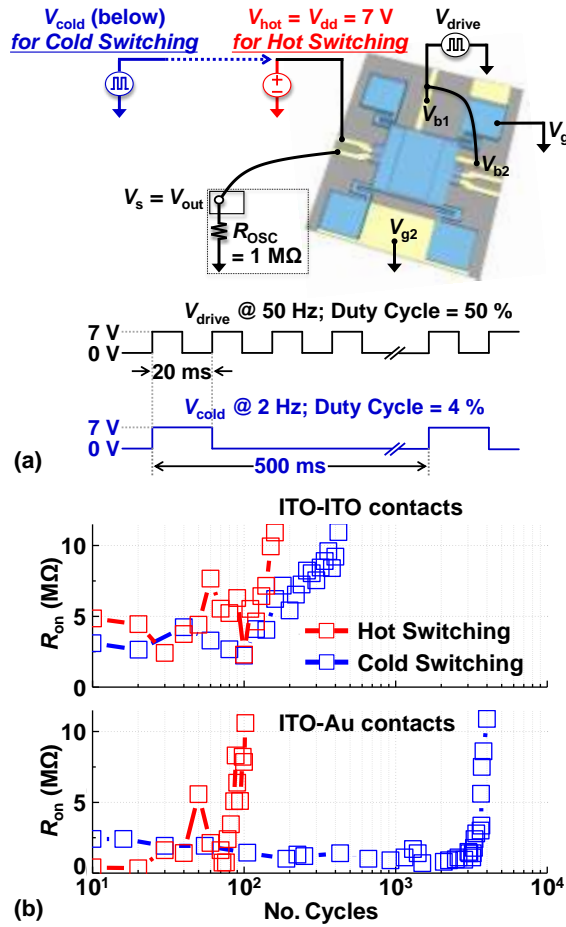 V_cold (below)
for Cold Switching
V_hot = V_dd = 7 V
for Hot Switching
V_drive
V_b1
V_g
V_b2
V_s = V_out
R_OSC
= 1 MΩ
V_g2
V_drive @ 50 Hz; Duty Cycle = 50 %
7 V
0 V
20 ms
V_cold @ 2 Hz; Duty Cycle = 4 %
7 V
0 V
500 ms
(a)
ITO-ITO contacts
10
5
0
R_on (MΩ)
Hot Switching
Cold Switching
ITO-Au contacts
10
5
0
R_on (MΩ)
10^1 10^2 10^3 10^4
No. Cycles
(b)